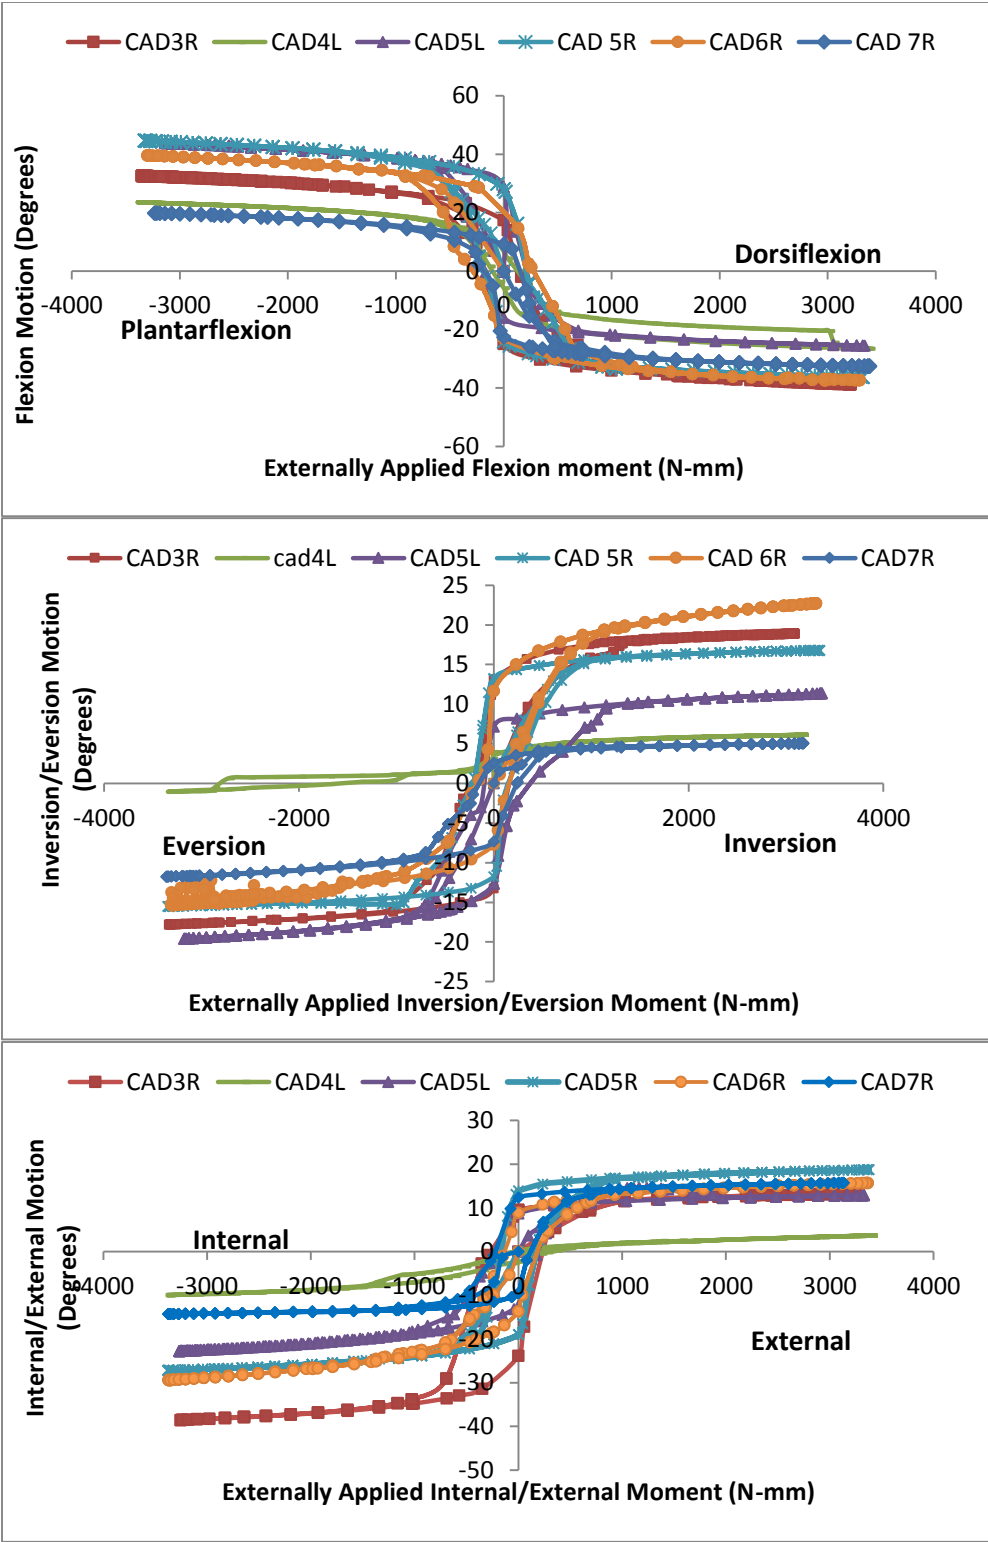 CAD3R CAD4L CAD5L CAD 5R CAD6R CAD 7R
60
40
20
0
-20
-40
-60
-4000 -3000 -2000 -1000 0 1000 2000 3000 4000
Flexion Motion (Degrees)
Dorsiflexion
Plantarflexion
Externally Applied Flexion moment (N-mm)
CAD3R cad4L CAD5L CAD 5R CAD 6R CAD7R
25
20
15
10
5
0
-5
-10
-15
-20
-25
-4000 -2000 0 2000 4000
Inversion/Eversion Motion
(Degrees)
Eversion
Inversion
Externally Applied Inversion/Eversion Moment (N-mm)
CAD3R CAD4L CAD5L CAD5R CAD6R CAD7R
30
20
10
0
-10
-20
-30
-40
-50
-4000 -3000 -2000 -1000 0 1000 2000 3000 4000
Internal/External Motion
(Degrees)
Internal
External
Externally Applied Internal/External Moment (N-mm)